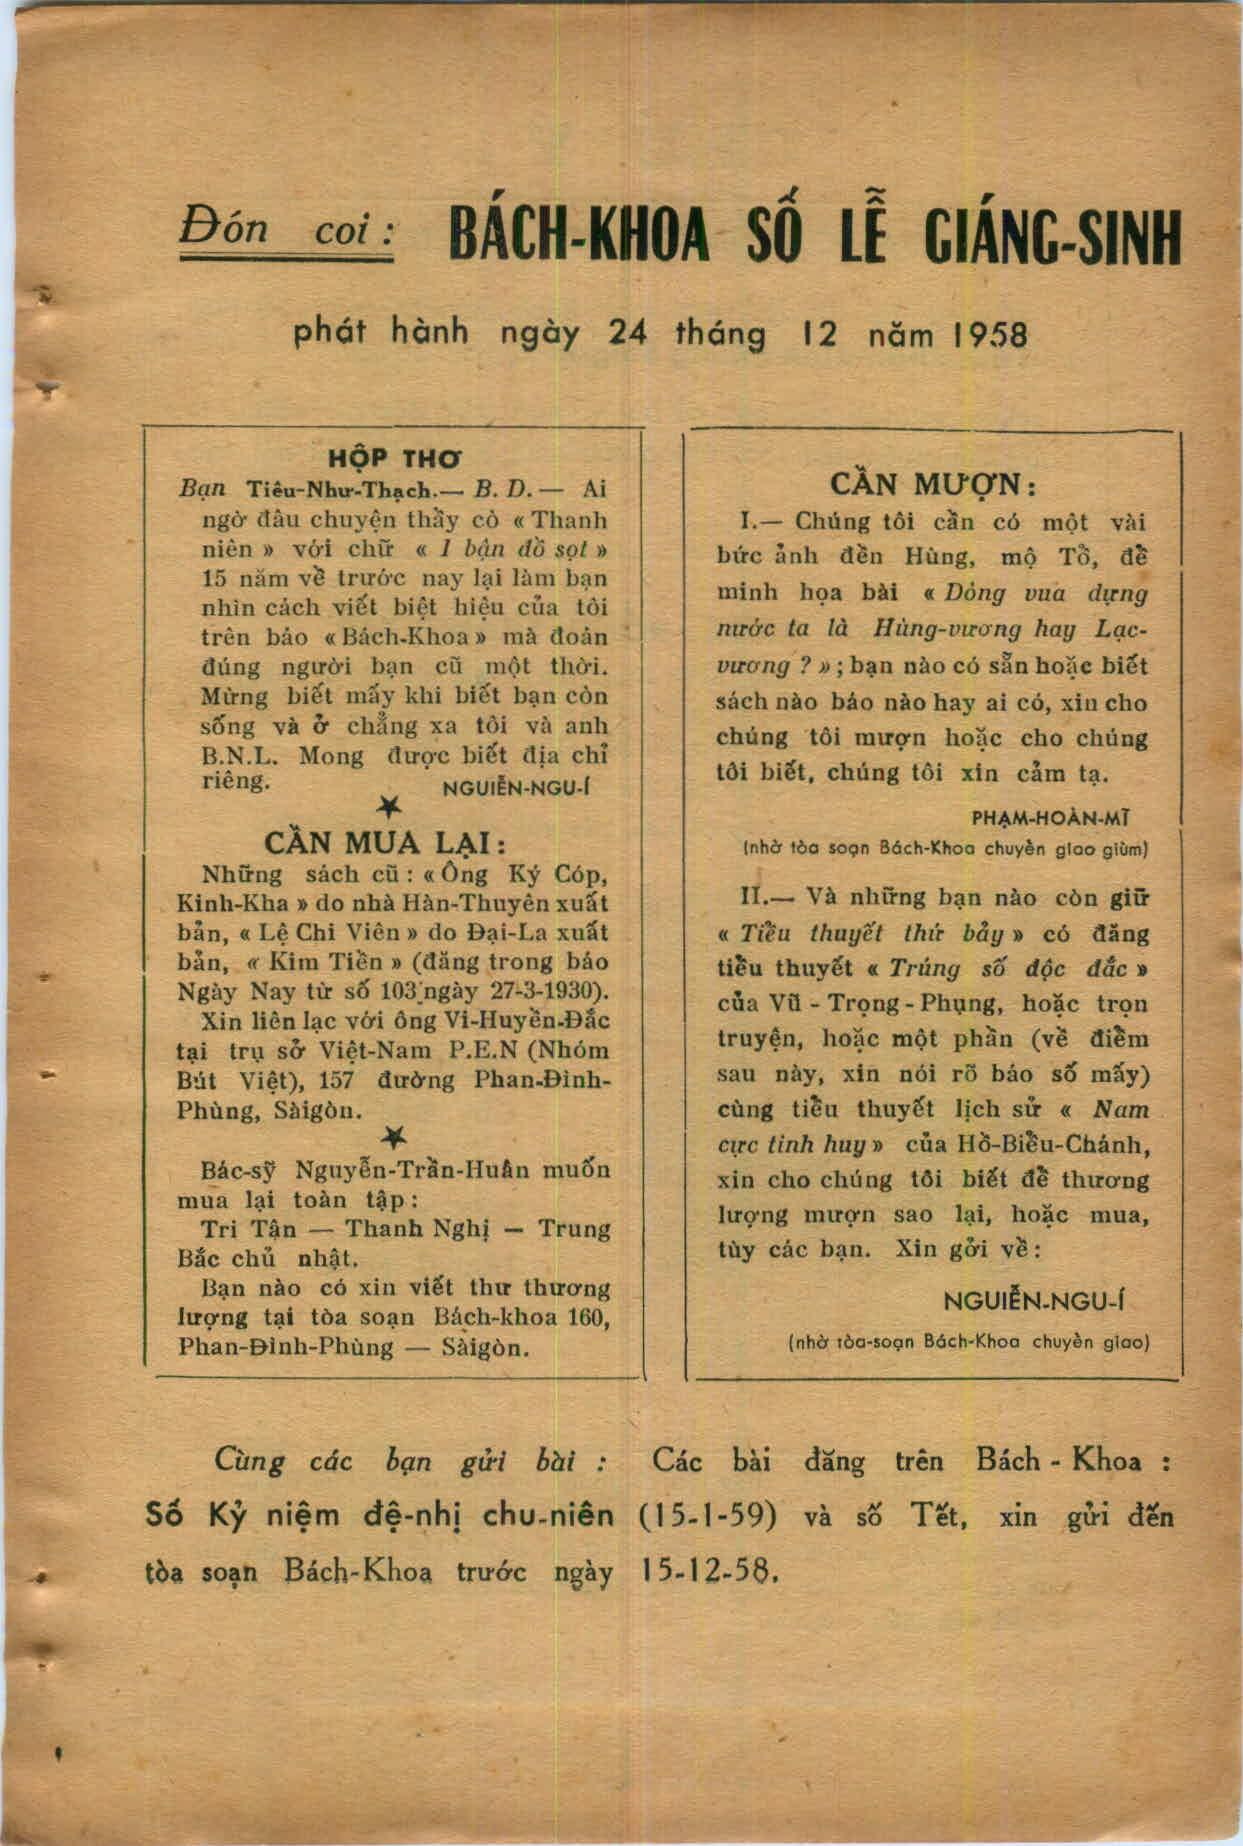 Đón coi : BÁCH-KHOA SỐ LỄ GIÁNG-SINH
phát hành ngày 24 tháng 12 năm 1958
HỘP THƠ
Bạn Tiêu-Như-Thạch.— B. D. — Ai
ngờ đâu chuyện thầy cò « Thanh
niên » với chữ « 1 bận đồ sọt »
15 năm về trước nay lại làm bạn
nhìn cách viết biệt hiệu của tôi
trên báo « Bách-Khoa » mà đoán
đúng người bạn cũ một thời.
Mừng biết mấy khi biết bạn còn
sống và ở chẳng xa tôi và anh
B.N.L. Mong được biết địa chỉ
riêng. NGUIỄN-NGU-Í
★
CẦN MUA LẠI :
Những sách cũ : « Ông Ký Cóp,
Kinh-Kha » do nhà Hàn-Thuyên xuất
bản, « Lệ Chi Viên » do Đại-La xuất
bản, « Kim Tiền » (đăng trong báo
Ngày Nay từ số 103 ngày 27-3-1930).
Xin liên lạc với ông Vi-Huyền-Đắc
tại trụ sở Việt-Nam P.E.N (Nhóm
Bút Việt), 157 đường Phan-Đình-
Phùng, Sàigòn.
★
Bác-sỹ Nguyễn-Trần-Huân muốn
mua lại toàn tập :
Tri Tân — Thanh Nghị — Trung
Bắc chủ nhật.
Bạn nào có xin viết thư thương
lượng tại tòa soạn Bách-khoa 160,
Phan-Đình-Phùng — Sàigòn.
CẦN MƯỢN :
I.— Chúng tôi cần có một vài
bức ảnh đền Hùng, mộ Tổ, để
minh họa bài « Dòng vua dựng
nước ta là Hùng-vương hay Lạc-
vương ? » ; bạn nào có sẵn hoặc biết
sách nào báo nào hay ai có, xin cho
chúng tôi mượn hoặc cho chúng
tôi biết, chúng tôi xin cảm tạ.
PHẠM-HOÀN-MĨ
(nhờ tòa soạn Bách-Khoa chuyển giao giùm)
II.— Và những bạn nào còn giữ
« Tiểu thuyết thứ bảy » có đăng
tiểu thuyết « Trúng số độc đắc »
của Vũ - Trọng - Phụng, hoặc trọn
truyện, hoặc một phần (về điểm
sau này, xin nói rõ báo số mấy)
cùng tiểu thuyết lịch sử « Nam
cực tinh huy » của Hồ-Biểu-Chánh,
xin cho chúng tôi biết để thương
lượng mượn sao lại, hoặc mua,
tùy các bạn. Xin gởi về :
NGUIỄN-NGU-Í
(nhờ tòa-soạn Bách-Khoa chuyển giao)
Cùng các bạn gửi bài : Các bài đăng trên Bách - Khoa :
Số Kỷ niệm đệ-nhị chu-niên (15-1-59) và số Tết, xin gửi đến
tòa soạn Bách-Khoa trước ngày 15-12-58.